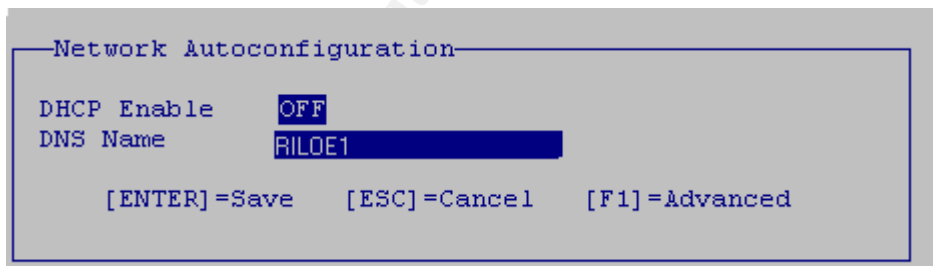 Network Autoconfiguration
DHCP Enable OFF
DNS Name RILOE1
[ENTER]=Save [ESC]=Cancel [F1]=Advanced